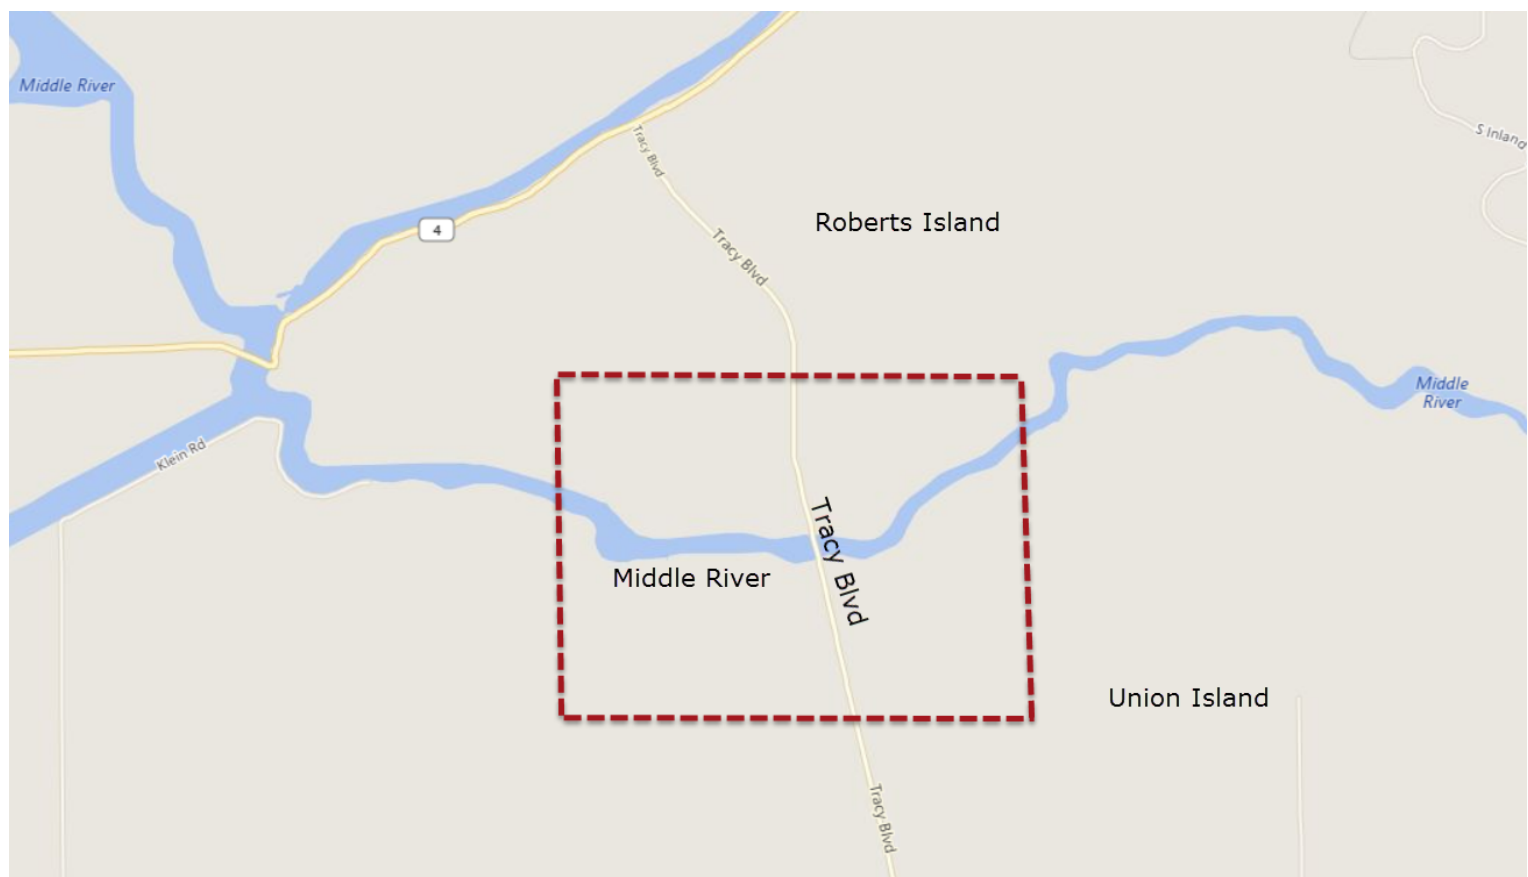 Middle River
S Inland
Tracy Blvd
Roberts Island
4
Tracy Blvd
Middle
River
Klein Rd
Tracy Blvd
Middle River
Union Island
Tracy Blvd